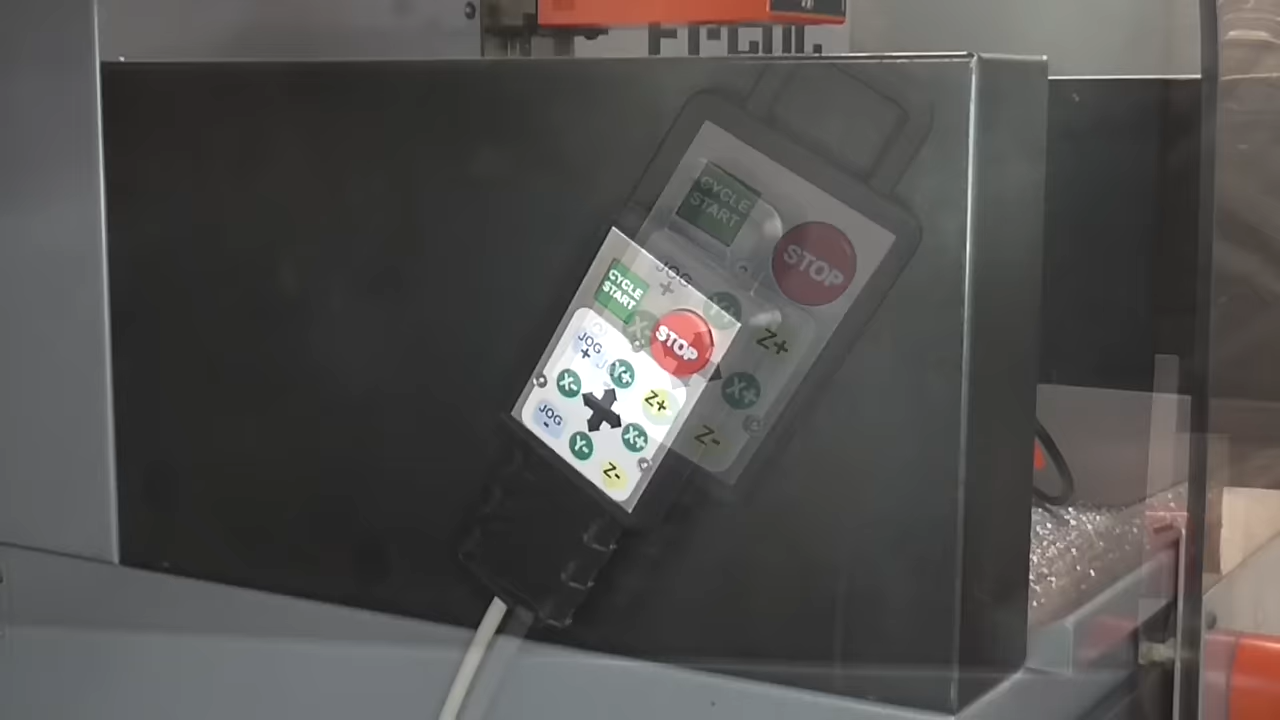 CYCLE
START
STOP
JOG
+
Y+
X-
Z+
X+
JOG
-
Y-
Z-
CYCLE
START
STOP
JOG
+
Y+
X-
Z+
X+
Z-